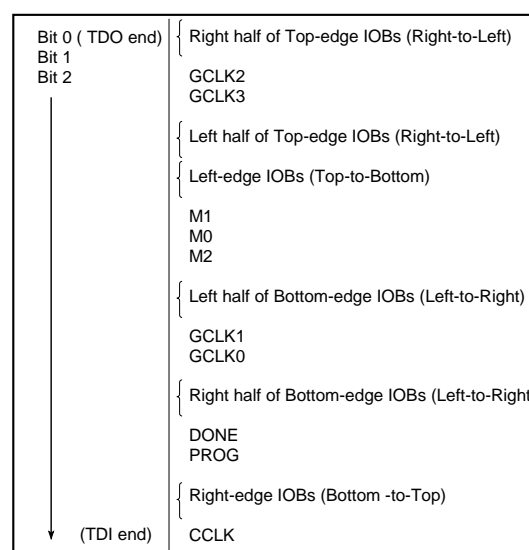 Bit 0 ( TDO end)
Bit 1
Bit 2
(TDI end)
Right half of Top-edge IOBs (Right-to-Left)
GCLK2
GCLK3
Left half of Top-edge IOBs (Right-to-Left)
Left-edge IOBs (Top-to-Bottom)
M1
M0
M2
Left half of Bottom-edge IOBs (Left-to-Right)
GCLK1
GCLK0
Right half of Bottom-edge IOBs (Left-to-Right
DONE
PROG
Right-edge IOBs (Bottom -to-Top)
CCLK